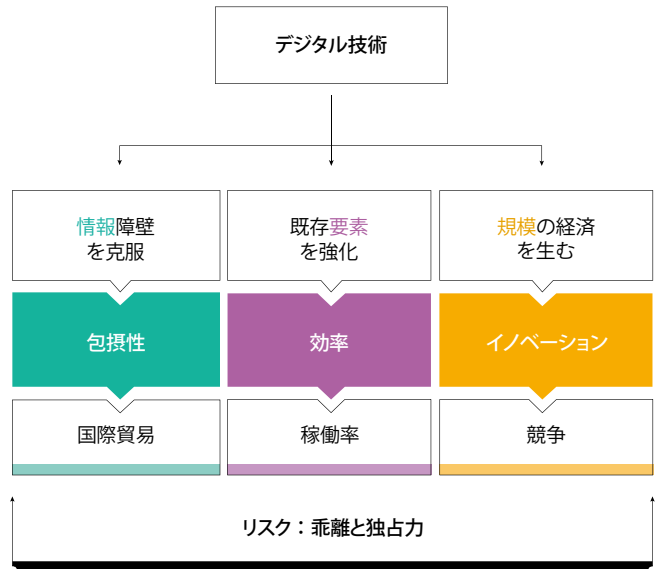 デジタル技術
情報障壁
を克服
既存要素
を強化
規模の経済
を生む
包摂性
効率
イノベーション
国際貿易
稼働率
競争
リスク：乖離と独占力